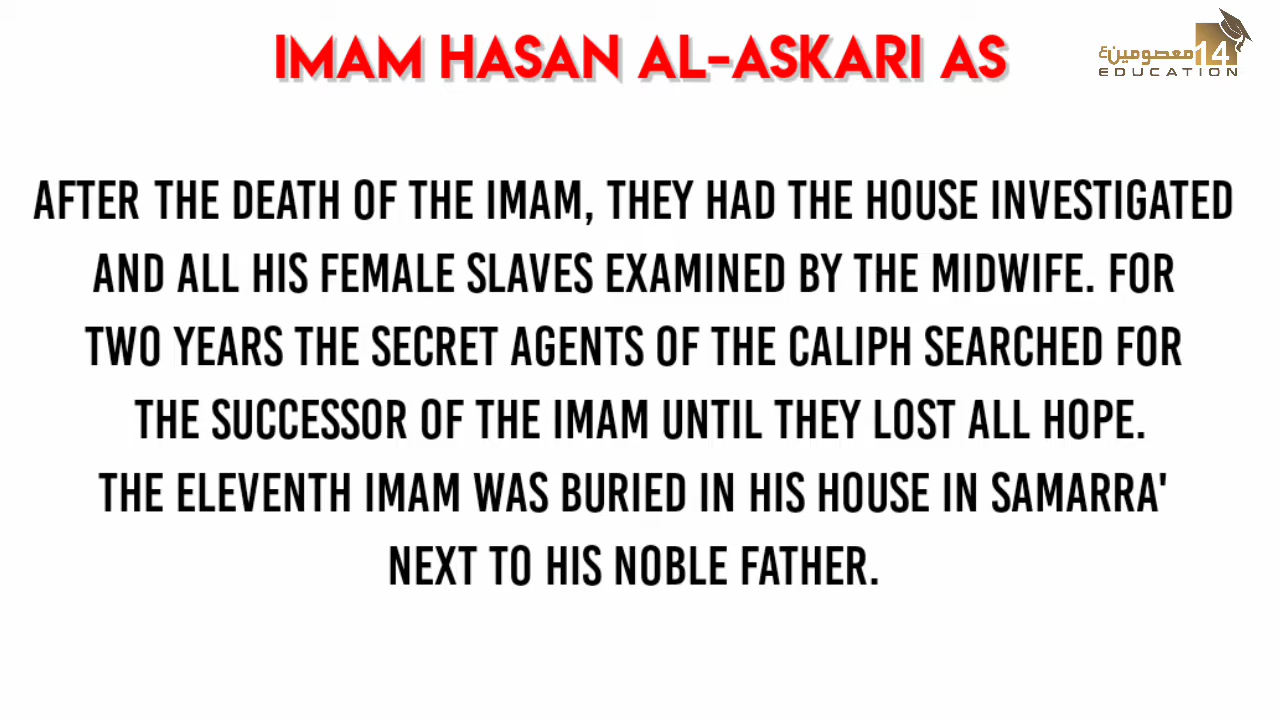 IMAM HASAN AL-ASKARI AS
معصومین ع 14
EDUCATION
AFTER THE DEATH OF THE IMAM, THEY HAD THE HOUSE INVESTIGATED
AND ALL HIS FEMALE SLAVES EXAMINED BY THE MIDWIFE. FOR
TWO YEARS THE SECRET AGENTS OF THE CALIPH SEARCHED FOR
THE SUCCESSOR OF THE IMAM UNTIL THEY LOST ALL HOPE.
THE ELEVENTH IMAM WAS BURIED IN HIS HOUSE IN SAMARRA'
NEXT TO HIS NOBLE FATHER.